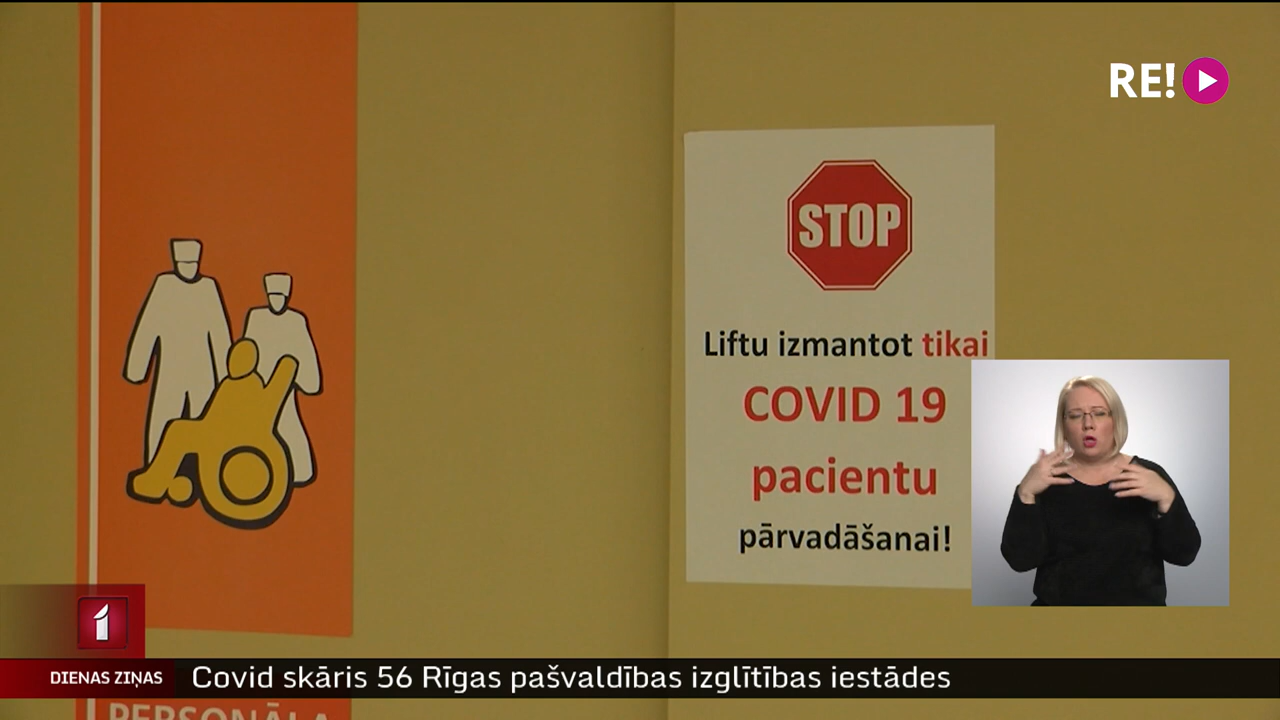 RE!
STOP
Liftu izmantot tikai
COVID 19
pacientu
pārvadāšanai!
1
DIENAS ZIŅAS
Covid skāris 56 Rīgas pašvaldības izglītības iestādes
PERSONĀLA